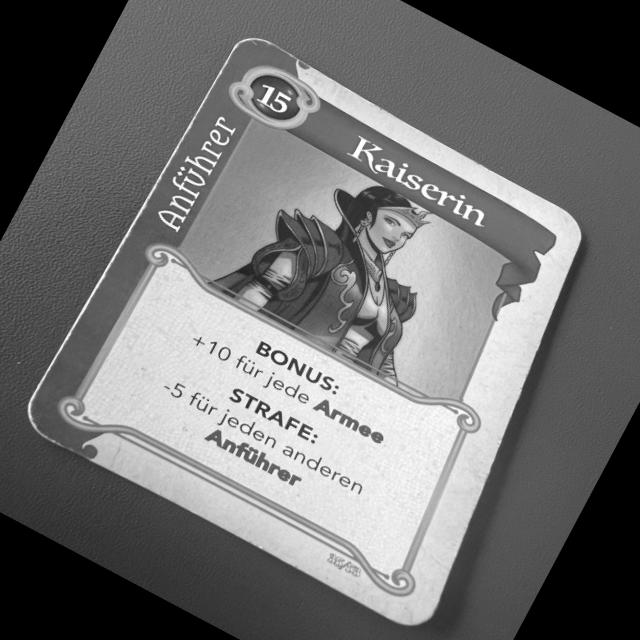 15
Kaiserin
Anführer
BONUS:
+10 für jede Armee
STRAFE:
-5 für jeden anderen
Anführer